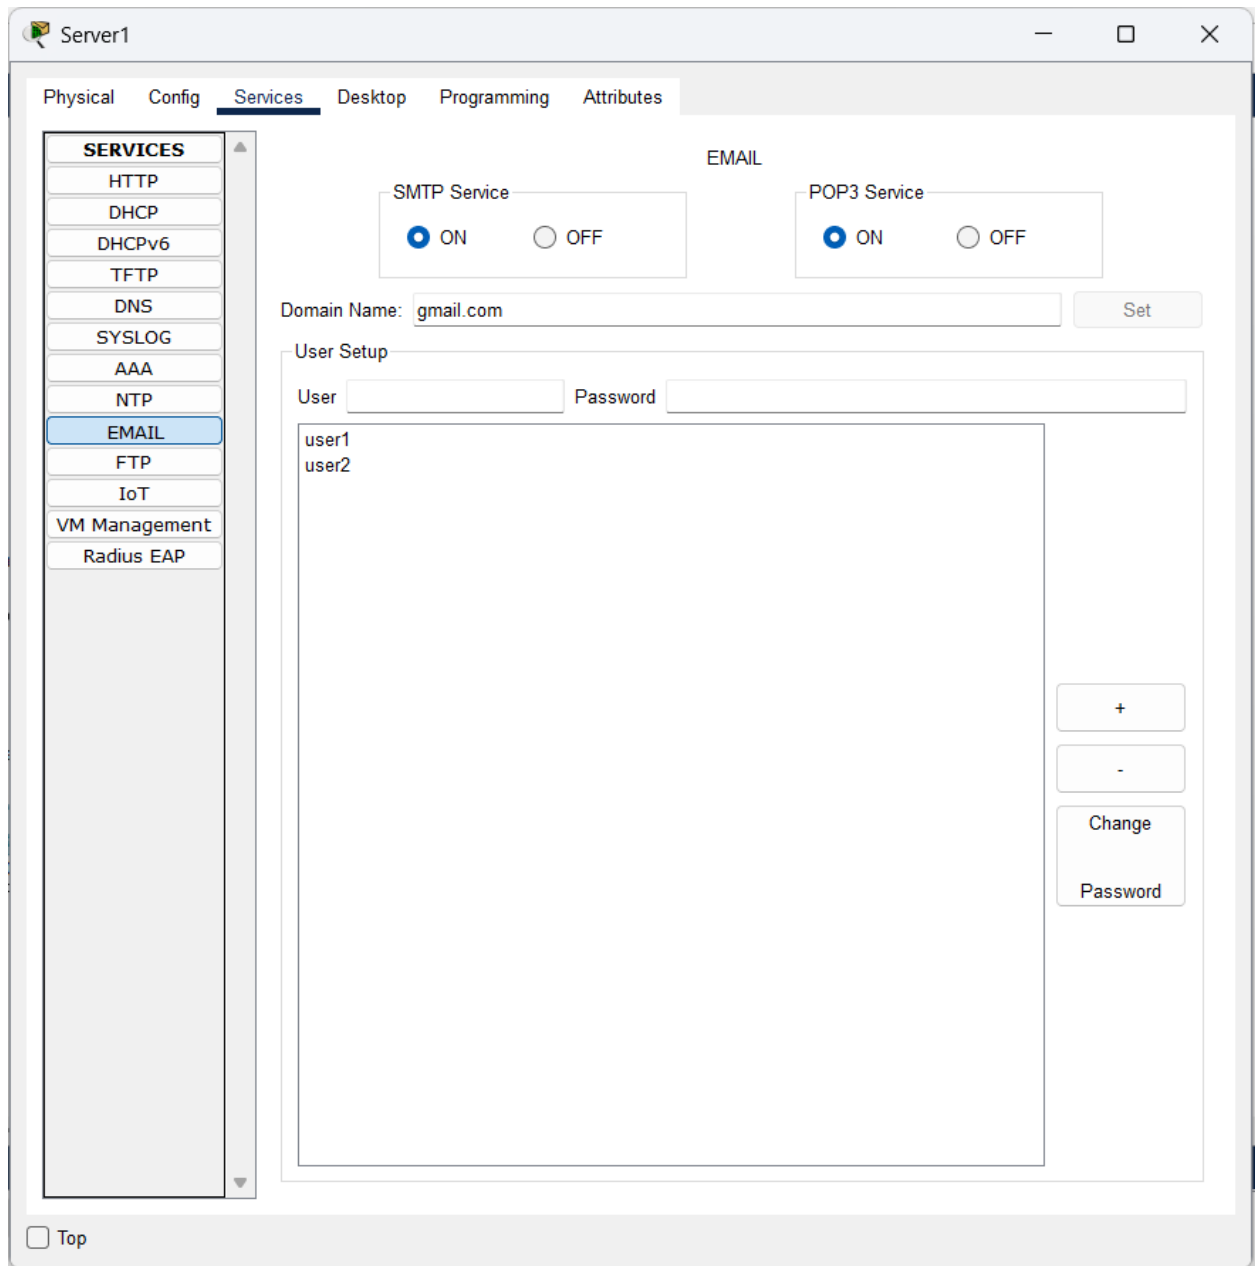 Server1
Physical Config Services Desktop Programming Attributes
SERVICES
HTTP
DHCP
DHCPv6
TFTP
DNS
SYSLOG
AAA
NTP
EMAIL
FTP
IoT
VM Management
Radius EAP
EMAIL
SMTP Service
ON OFF
POP3 Service
ON OFF
Domain Name: gmail.com Set
User Setup
User Password
user1
user2
+
-
Change
Password
Top